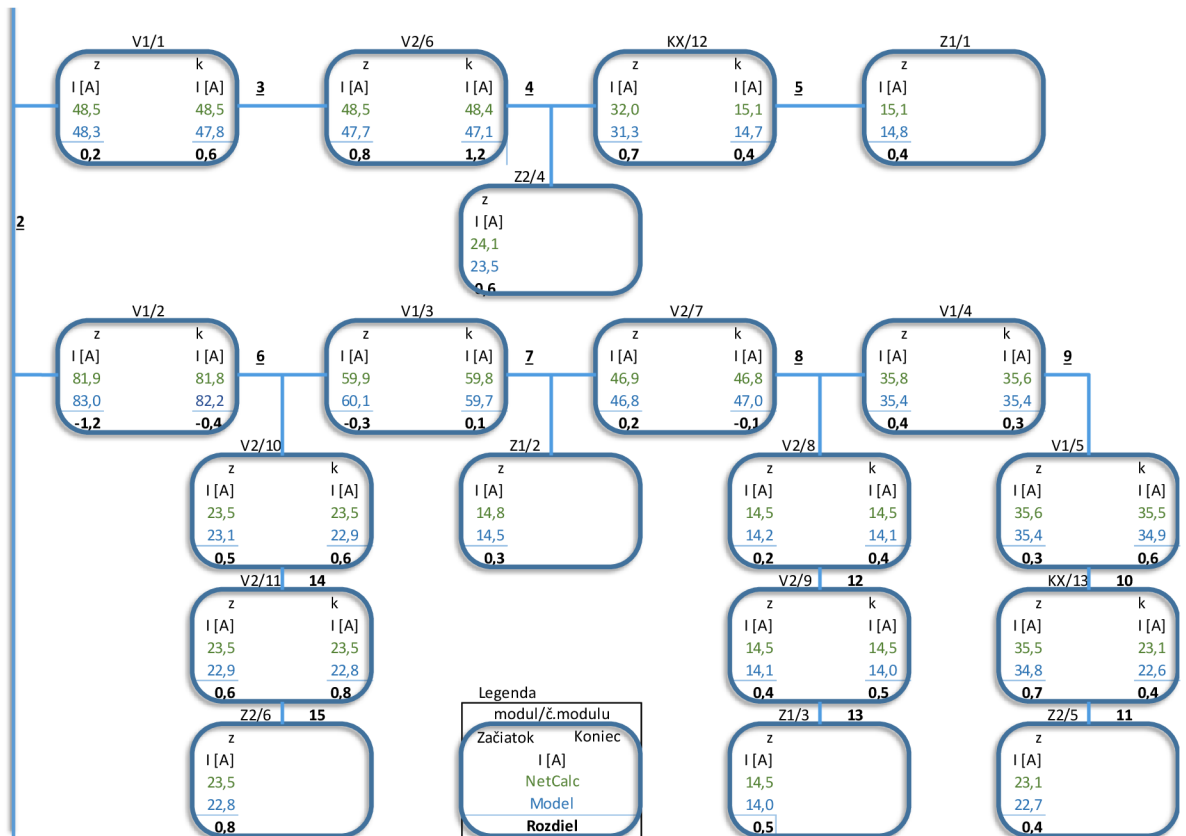 V1/1 V2/6 KX/12 Z1/1
z k z k z k z
I [A] I [A] 3 I [A] I [A] 4 I [A] I [A] 5 I [A]
48,5 48,5 48,5 48,4 32,0 15,1 15,1
48,3 47,8 47,7 47,1 31,3 14,7 14,8
0,2 0,6 0,8 1,2 0,7 0,4 0,4
Z2/4
z
2 I [A]
24,1
23,5
0,6
V1/2 V1/3 V2/7 V1/4
z k z k z k z k
I [A] I [A] 6 I [A] I [A] 7 I [A] I [A] 8 I [A] I [A] 9
81,9 81,8 59,9 59,8 46,9 46,8 35,8 35,6
83,0 82,2 60,1 59,7 46,8 47,0 35,4 35,4
-1,2 -0,4 -0,3 0,1 0,2 -0,1 0,4 0,3
V2/10 Z1/2 V2/8 V1/5
z k z z k z k
I [A] I [A] I [A] I [A] I [A] I [A] I [A]
23,5 23,5 14,8 14,5 14,5 35,6 35,5
23,1 22,9 14,5 14,2 14,1 35,4 34,9
0,5 0,6 0,3 0,2 0,4 0,3 0,6
V2/11 14 V2/9 12 KX/13 10
z k z k z k
I [A] I [A] I [A] I [A] I [A] I [A]
23,5 23,5 14,5 14,5 35,5 23,1
22,9 22,8 14,1 14,0 34,8 22,6
0,6 0,8 0,4 0,5 0,7 0,4
Z2/6 15 Z1/3 13 Z2/5 11
z z z
I [A] I [A] I [A]
23,5 14,5 23,1
22,8 14,0 22,7
0,8 0,5 0,4
Legenda
modul/č.modulu
Začiatok Koniec
I [A]
NetCalc
Model
Rozdiel